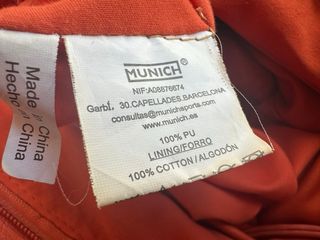 Made in
China
Hecho en
China
MUNICH®
NIF:A08876674
Garbí, 30.CAPELLADES.BARCELONA
consultas@munichsports.com
www.munich.es
100% PU
LINING/FORRO
100% COTTON/ALGODÓN